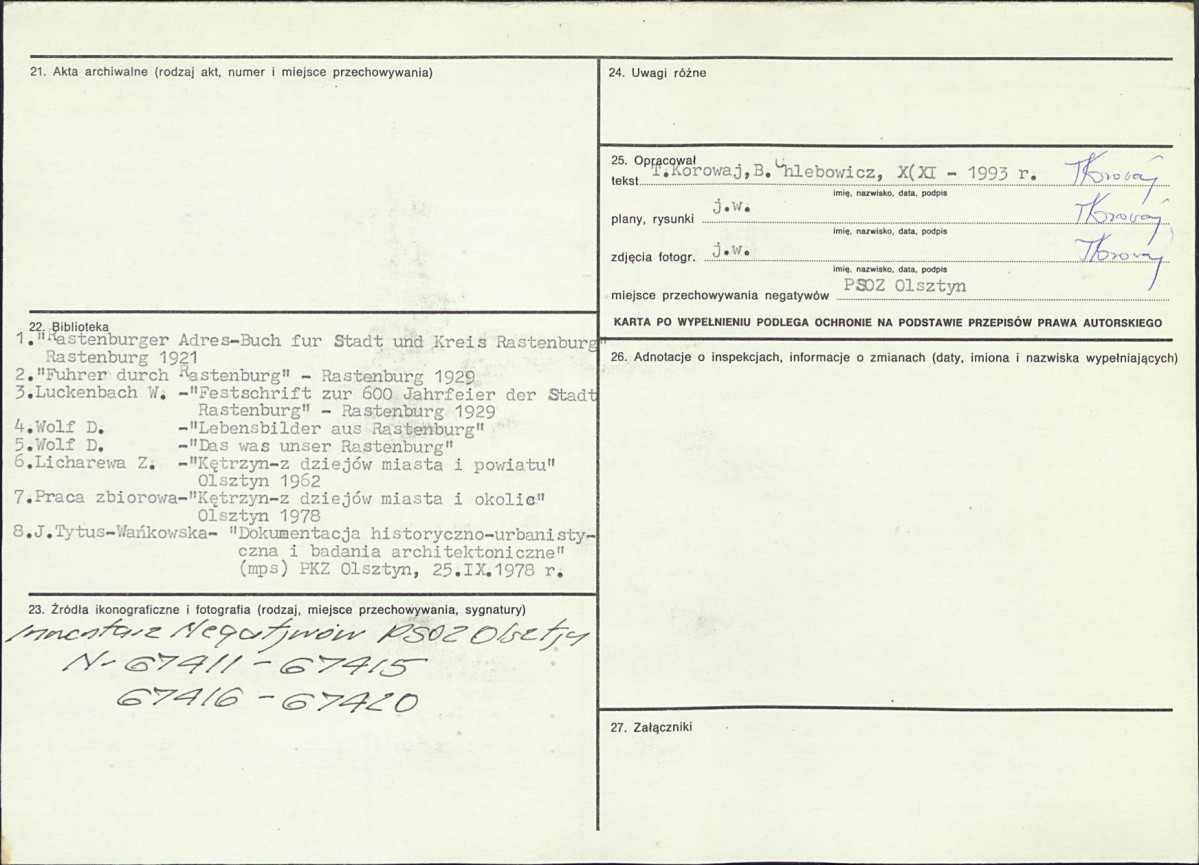 21. Akta archiwalne (rodzaj akt, numer i miejsce przechowywania)
22. Biblioteka
1."Rastenburger Adres-Buch fur Stadt und Kreis Rastenburg"
Rastenburg 1921
2."Fuhrer durch Rastenburg" - Rastenburg 1929
3.Luckenbach W. -"Festschrift zur 600 Jahrfeier der Stadt
Rastenburg" - Rastenburg 1929
4.Wolf D. -"Lebensbilder aus Rastenburg"
5.Wolf D. -"Das was unser Rastenburg"
6.Licharewa Z. -"Kętrzyn-z dziejów miasta i powiatu"
Olsztyn 1962
7.Praca zbiorowa-"Kętrzyn-z dziejów miasta i okolic"
Olsztyn 1978
8.J.Tytus-Wańkowska- "Dokumentacja historyczno-urbanisty-
czna i badania architektoniczne"
(mps) PKZ Olsztyn, 25.IX.1978 r.
23. Źródła ikonograficzne i fotografia (rodzaj, miejsce przechowywania, sygnatury)
Inwentarz Negatywów PSOZ Olsztyn
Nr 67411 - 67415
67416 - 67420
24. Uwagi różne
25. Opracował
tekst T.Korowaj,B.Chlebowicz, X(XI - 1993 r. TKorowaj
imię, nazwisko, data, podpis
plany, rysunki j.w. TKorowaj
imię, nazwisko, data, podpis
zdjęcia fotogr. j.w. TKorowaj
imię, nazwisko, data, podpis
miejsce przechowywania negatywów PSOZ Olsztyn
KARTA PO WYPEŁNIENIU PODLEGA OCHRONIE NA PODSTAWIE PRZEPISÓW PRAWA AUTORSKIEGO
26. Adnotacje o inspekcjach, informacje o zmianach (daty, imiona i nazwiska wypełniających)
27. Załączniki